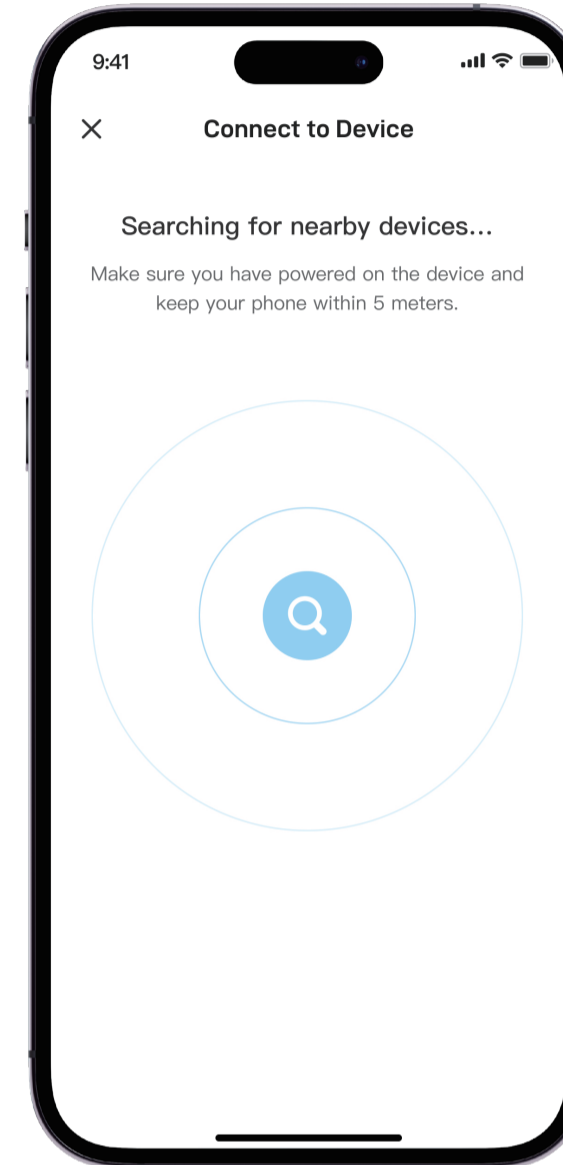 9:41
Connect to Device
Searching for nearby devices...
Make sure you have powered on the device and
keep your phone within 5 meters.